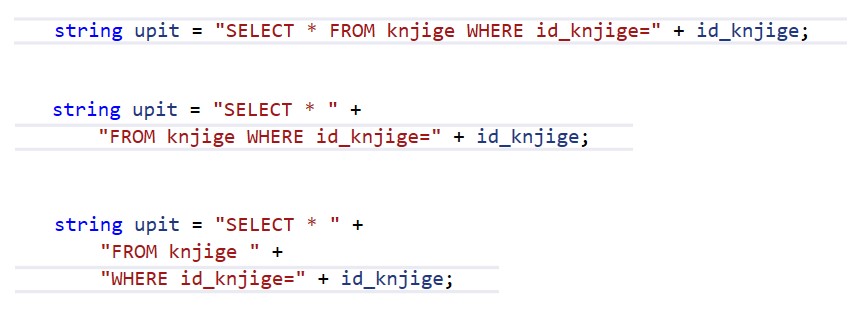 string upit = "SELECT * FROM knjige WHERE id_knjige=" + id_knjige;
string upit = "SELECT * " +
"FROM knjige WHERE id_knjige=" + id_knjige;
string upit = "SELECT * " +
"FROM knjige " +
"WHERE id_knjige=" + id_knjige;